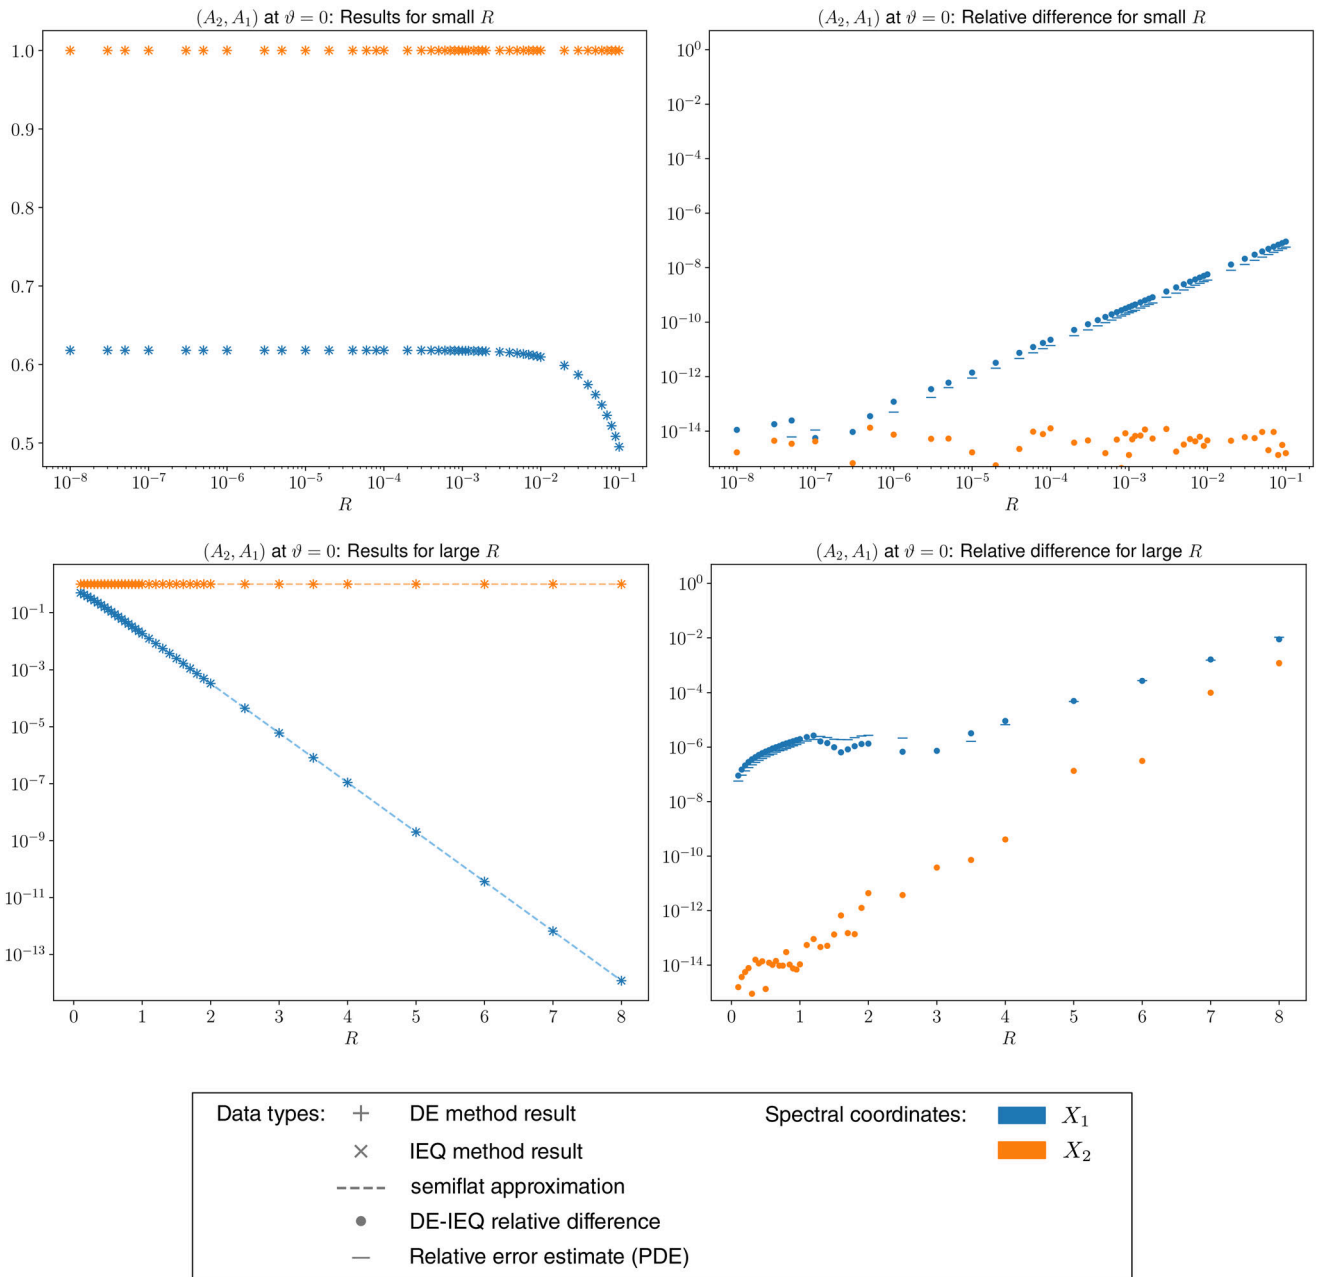 (A₂, A₁) at ϑ = 0: Results for small R
1.0
0.9
0.8
0.7
0.6
0.5
10⁻⁸ 10⁻⁷ 10⁻⁶ 10⁻⁵ 10⁻⁴ 10⁻³ 10⁻² 10⁻¹
R
(A₂, A₁) at ϑ = 0: Relative difference for small R
10⁰
10⁻²
10⁻⁴
10⁻⁶
10⁻⁸
10⁻¹⁰
10⁻¹²
10⁻¹⁴
10⁻⁸ 10⁻⁷ 10⁻⁶ 10⁻⁵ 10⁻⁴ 10⁻³ 10⁻² 10⁻¹
R
(A₂, A₁) at ϑ = 0: Results for large R
10⁻¹
10⁻³
10⁻⁵
10⁻⁷
10⁻⁹
10⁻¹¹
10⁻¹³
0 1 2 3 4 5 6 7 8
R
(A₂, A₁) at ϑ = 0: Relative difference for large R
10⁰
10⁻²
10⁻⁴
10⁻⁶
10⁻⁸
10⁻¹⁰
10⁻¹²
10⁻¹⁴
0 1 2 3 4 5 6 7 8
R
Data types:
DE method result
IEQ method result
semiflat approximation
DE-IEQ relative difference
Relative error estimate (PDE)
Spectral coordinates:
X₁
X₂